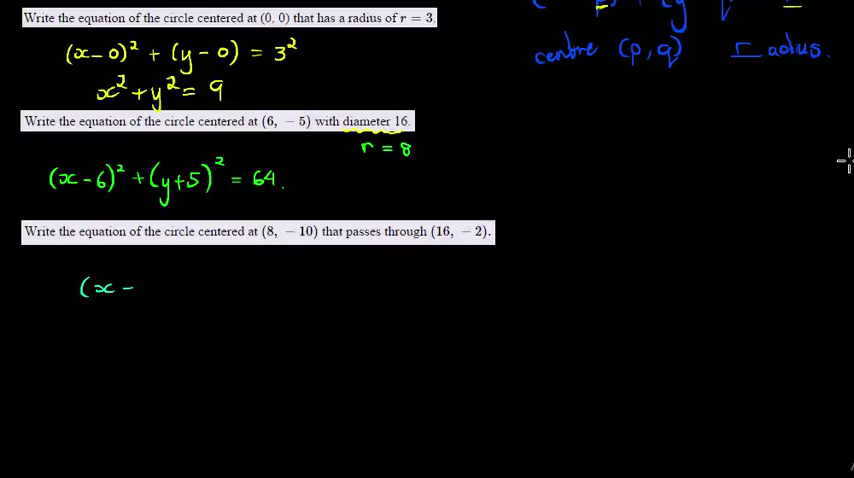 Write the equation of the circle centered at (0, 0) that has a radius of r = 3.
(x - 0)² + (y - 0) = 3²
x² + y² = 9
centre (p, q) radius.
Write the equation of the circle centered at (6, - 5) with diameter 16.
r = 8
(x - 6)² + (y + 5)² = 64.
Write the equation of the circle centered at (8, - 10) that passes through (16, - 2).
(x -